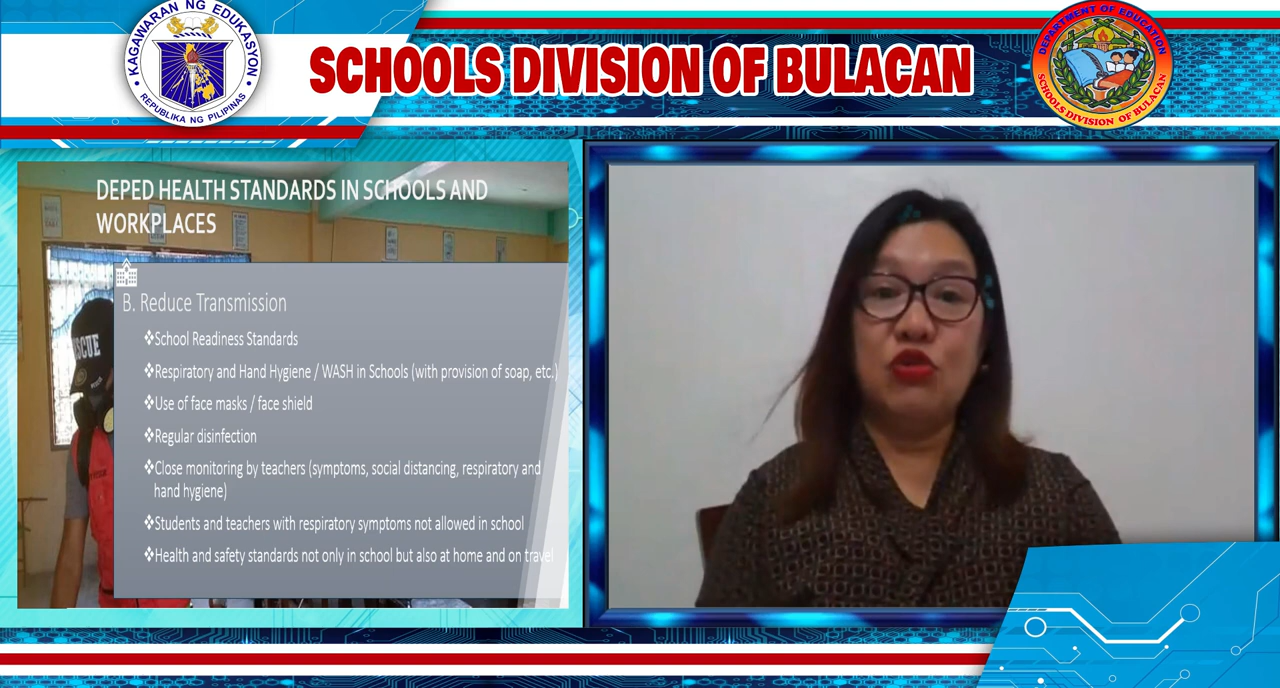 KAGAWARAN NG EDUKASYON
REPUBLIKA NG PILIPINAS
SCHOOLS DIVISION OF BULACAN
DEPARTMENT OF EDUCATION
SCHOOLS DIVISION OF BULACAN
DEPED HEALTH STANDARDS IN SCHOOLS AND
WORKPLACES
B. Reduce Transmission
❖School Readiness Standards
❖Respiratory and Hand Hygiene / WASH in Schools (with provision of soap, etc.)
❖Use of face masks / face shield
❖Regular disinfection
❖Close monitoring by teachers (symptoms, social distancing, respiratory and
hand hygiene)
❖Students and teachers with respiratory symptoms not allowed in school
❖Health and safety standards not only in school but also at home and on travel